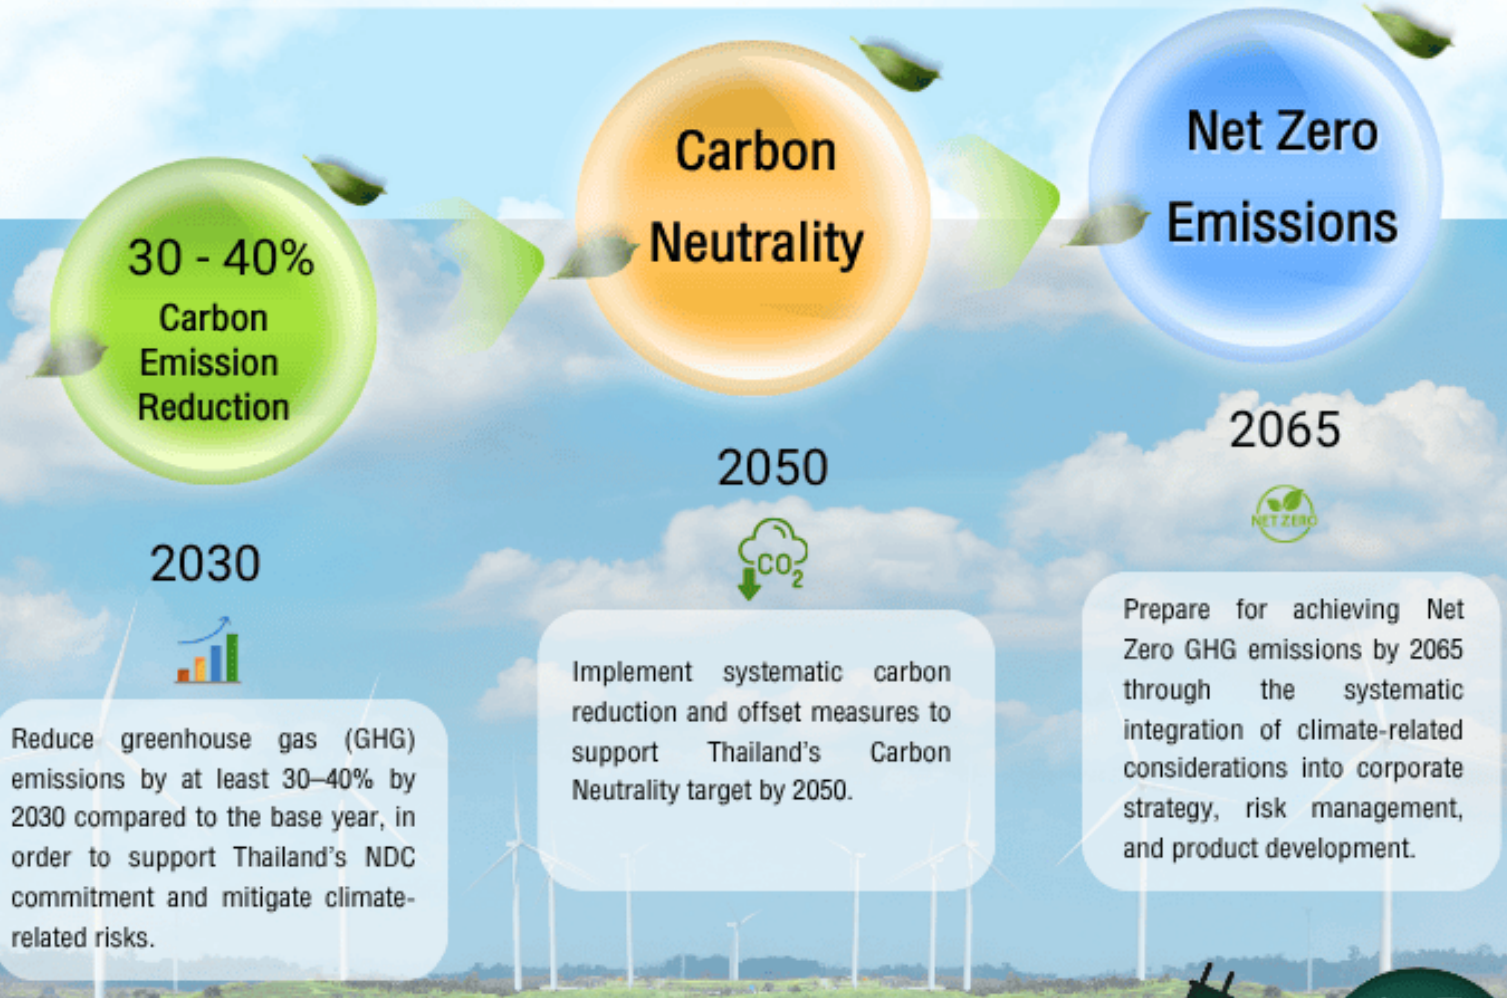 30 - 40%
Carbon
Emission
Reduction
2030
Reduce greenhouse gas (GHG)
emissions by at least 30–40% by
2030 compared to the base year, in
order to support Thailand's NDC
commitment and mitigate climate-
related risks.
Carbon
Neutrality
2050
CO2
Implement systematic carbon
reduction and offset measures to
support Thailand's Carbon
Neutrality target by 2050.
Net Zero
Emissions
2065
NET ZERO
Prepare for achieving Net
Zero GHG emissions by 2065
through the systematic
integration of climate-related
considerations into corporate
strategy, risk management,
and product development.